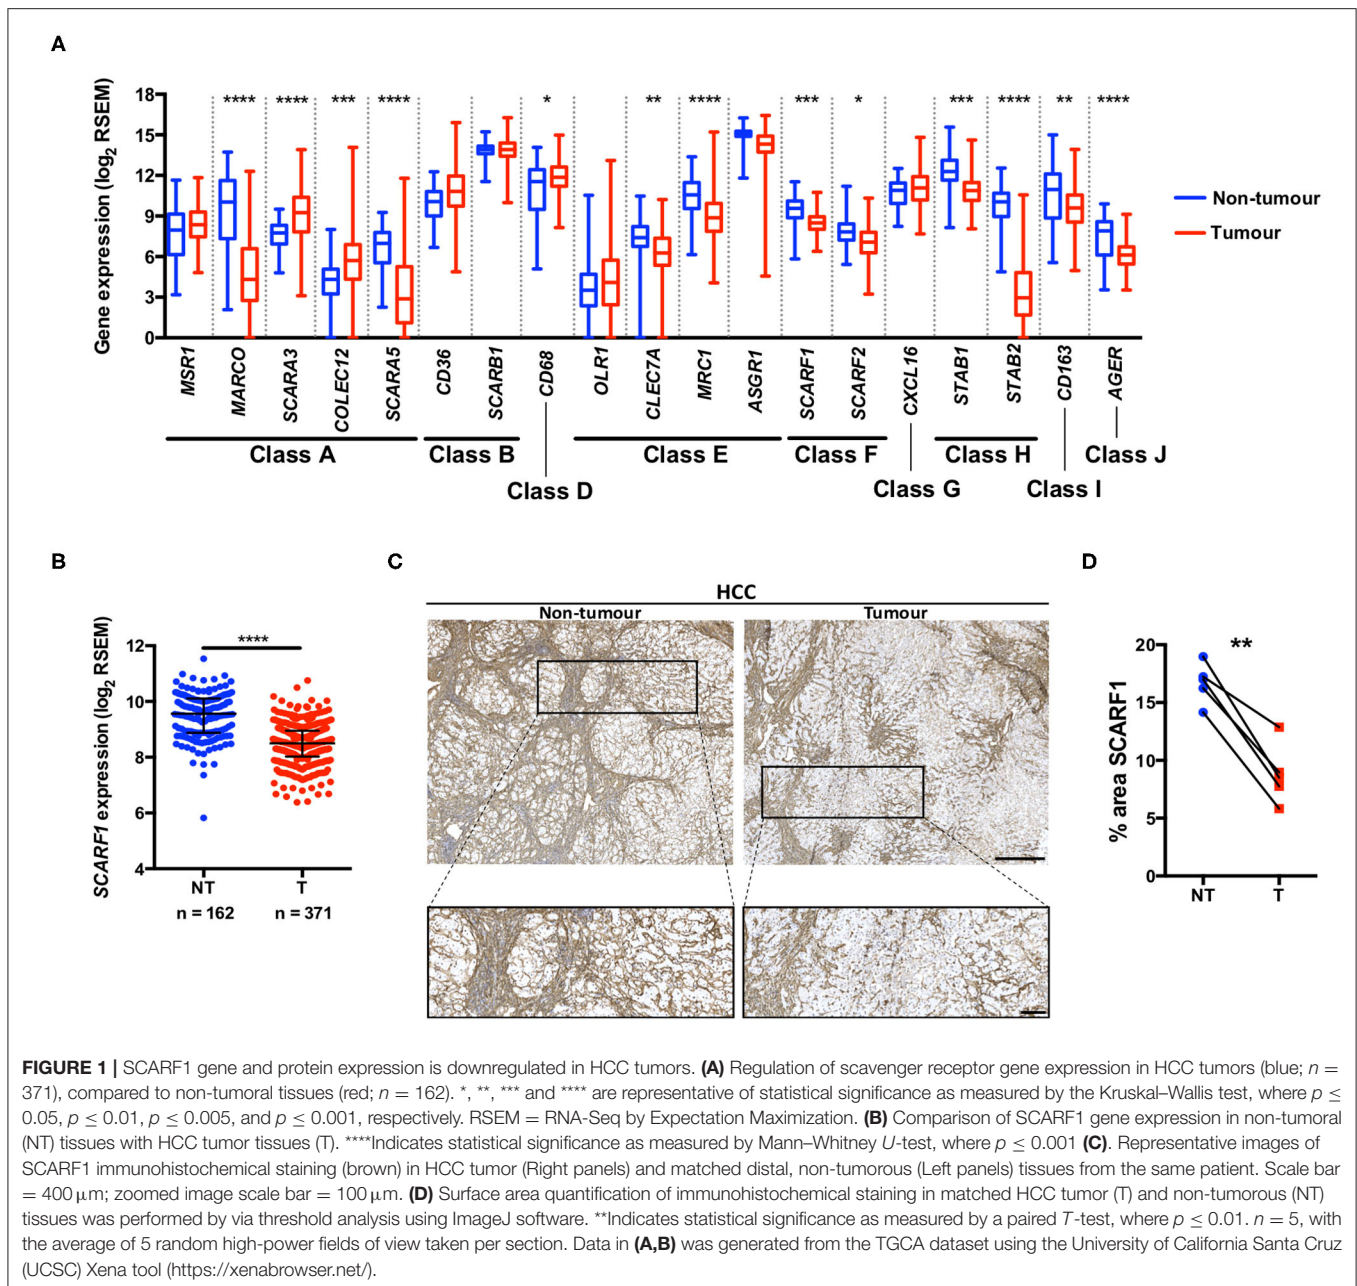 A
Gene expression (log2 RSEM)
18
15
12
9
6
3
0
**** **** *** **** * ** **** *** * *** **** ** ****
Non-tumour
Tumour
MSR1 MARCO SCARA3 COLEC12 SCARA5 CD36 SCARB1 CD68 OLR1 CLEC7A MRC1 ASGR1 SCARF1 SCARF2 CXCL16 STAB1 STAB2 CD163 AGER
Class A Class B Class E Class F Class H Class J
Class D Class G Class I
B
SCARF1 expression (log2 RSEM)
12
10
8
6
4
****
NT T
n = 162 n = 371
C
HCC
Non-tumour Tumour
D
% area SCARF1
20
15
10
5
0
**
NT T
FIGURE 1 | SCARF1 gene and protein expression is downregulated in HCC tumors. (A) Regulation of scavenger receptor gene expression in HCC tumors (blue; n =
371), compared to non-tumoral tissues (red; n = 162). *, **, *** and **** are representative of statistical significance as measured by the Kruskal–Wallis test, where p ≤
0.05, p ≤ 0.01, p ≤ 0.005, and p ≤ 0.001, respectively. RSEM = RNA-Seq by Expectation Maximization. (B) Comparison of SCARF1 gene expression in non-tumoral
(NT) tissues with HCC tumor tissues (T). ****Indicates statistical significance as measured by Mann–Whitney U-test, where p ≤ 0.001 (C). Representative images of
SCARF1 immunohistochemical staining (brown) in HCC tumor (Right panels) and matched distal, non-tumorous (Left panels) tissues from the same patient. Scale bar
= 400 μm; zoomed image scale bar = 100 μm. (D) Surface area quantification of immunohistochemical staining in matched HCC tumor (T) and non-tumorous (NT)
tissues was performed by via threshold analysis using ImageJ software. **Indicates statistical significance as measured by a paired T-test, where p ≤ 0.01. n = 5, with
the average of 5 random high-power fields of view taken per section. Data in (A,B) was generated from the TGCA dataset using the University of California Santa Cruz
(UCSC) Xena tool (https://xenabrowser.net/).